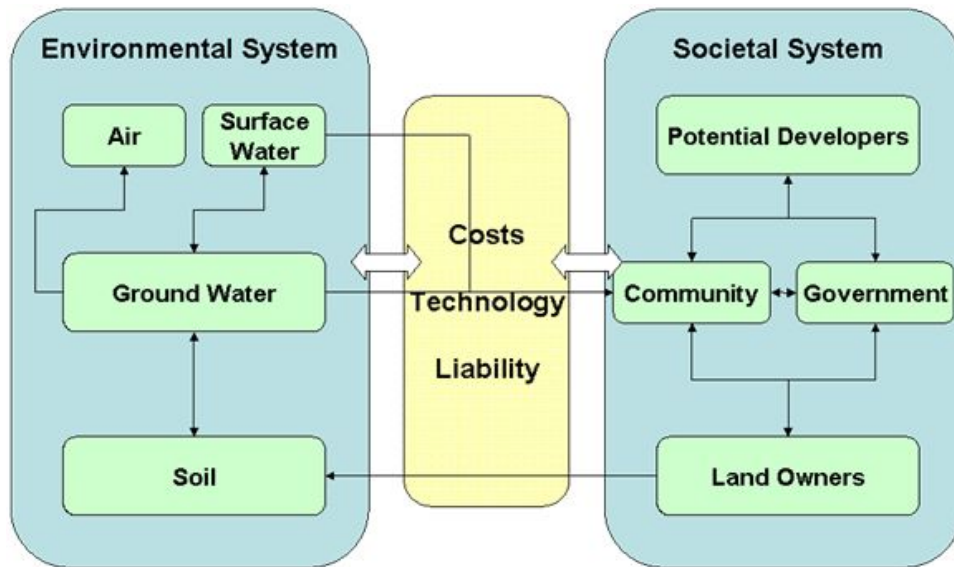 Environmental System
Air
Surface
Water
Ground Water
Soil
Costs
Technology
Liability
Societal System
Potential Developers
Community
Government
Land Owners